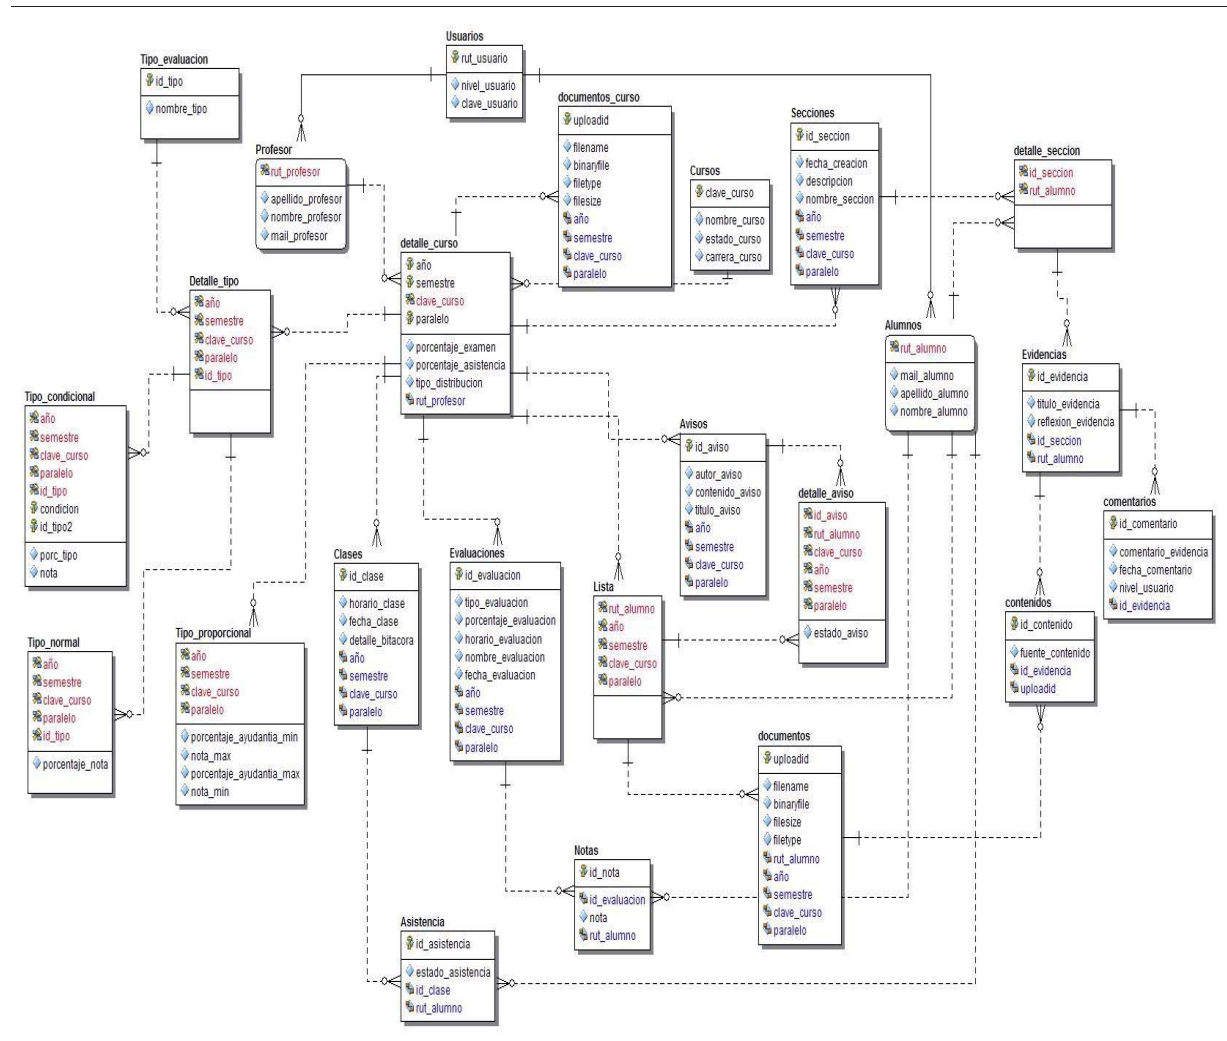 Usuarios
rut_usuario
nivel_usuario
clave_usuario
Tipo_evaluacion
id_tipo
nombre_tipo
documentos_curso
uploadid
filename
binaryfile
filetype
filesize
año
semestre
clave_curso
paralelo
Secciones
id_seccion
fecha_creacion
descripcion
nombre_seccion
año
semestre
clave_curso
paralelo
detalle_seccion
id_seccion
rut_alumno
Profesor
rut_profesor
apellido_profesor
nombre_profesor
mail_profesor
Cursos
clave_curso
nombre_curso
estado_curso
carrera_curso
detalle_curso
año
semestre
clave_curso
paralelo
porcentaje_examen
porcentaje_asistencia
tipo_distribucion
rut_profesor
Detalle_tipo
año
semestre
clave_curso
paralelo
id_tipo
Alumnos
rut_alumno
mail_alumno
apellido_alumno
nombre_alumno
Evidencias
id_evidencia
titulo_evidencia
reflexion_evidencia
id_seccion
rut_alumno
Tipo_condicional
año
semestre
clave_curso
paralelo
id_tipo
condicion
id_tipo2
porc_tipo
nota
Avisos
id_aviso
autor_aviso
contenido_aviso
titulo_aviso
año
semestre
clave_curso
paralelo
detalle_aviso
id_aviso
rut_alumno
clave_curso
año
semestre
paralelo
estado_aviso
comentarios
id_comentario
comentario_evidencia
fecha_comentario
nivel_usuario
id_evidencia
Clases
id_clase
horario_clase
fecha_clase
detalle_bitacora
año
semestre
clave_curso
paralelo
Evaluaciones
id_evaluacion
tipo_evaluacion
porcentaje_evaluacion
horario_evaluacion
nombre_evaluacion
fecha_evaluacion
año
semestre
clave_curso
paralelo
Lista
rut_alumno
año
semestre
clave_curso
paralelo
contenidos
id_contenido
fuente_contenido
id_evidencia
uploadid
Tipo_normal
año
semestre
clave_curso
paralelo
id_tipo
porcentaje_nota
Tipo_proporcional
año
semestre
clave_curso
paralelo
porcentaje_ayudantia_min
nota_max
porcentaje_ayudantia_max
nota_min
documentos
uploadid
filename
binaryfile
filesize
filetype
rut_alumno
año
semestre
clave_curso
paralelo
Notas
id_nota
id_evaluacion
nota
rut_alumno
Asistencia
id_asistencia
estado_asistencia
id_clase
rut_alumno